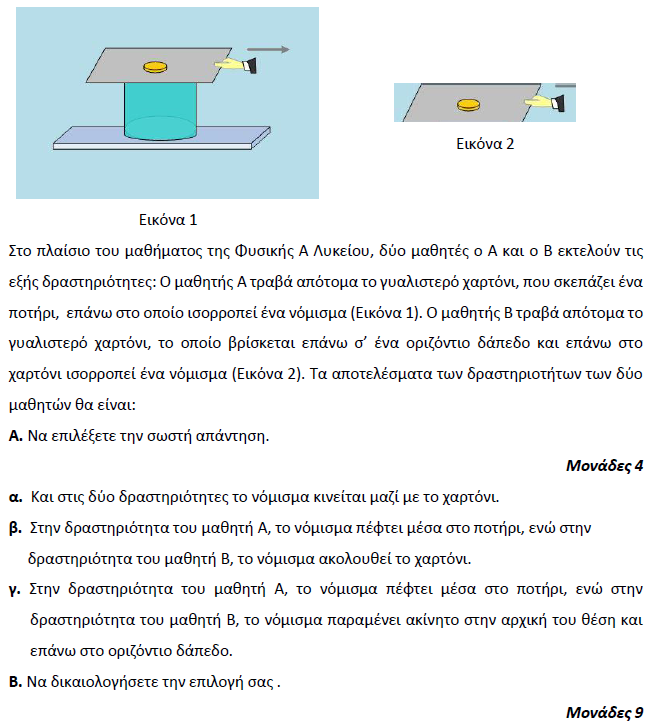 Εικόνα 2
Εικόνα 1
Στο πλαίσιο του μαθήματος της Φυσικής Α Λυκείου, δύο μαθητές ο Α και ο Β εκτελούν τις
εξής δραστηριότητες: Ο μαθητής Α τραβά απότομα το γυαλιστερό χαρτόνι, που σκεπάζει ένα
ποτήρι, επάνω στο οποίο ισορροπεί ένα νόμισμα (Εικόνα 1). Ο μαθητής Β τραβά απότομα το
γυαλιστερό χαρτόνι, το οποίο βρίσκεται επάνω σ’ ένα οριζόντιο δάπεδο και επάνω στο
χαρτόνι ισορροπεί ένα νόμισμα (Εικόνα 2). Τα αποτελέσματα των δραστηριοτήτων των δύο
μαθητών θα είναι:
Α. Να επιλέξετε την σωστή απάντηση.
Μονάδες 4
α. Και στις δύο δραστηριότητες το νόμισμα κινείται μαζί με το χαρτόνι.
β. Στην δραστηριότητα του μαθητή Α, το νόμισμα πέφτει μέσα στο ποτήρι, ενώ στην
δραστηριότητα του μαθητή Β, το νόμισμα ακολουθεί το χαρτόνι.
γ. Στην δραστηριότητα του μαθητή Α, το νόμισμα πέφτει μέσα στο ποτήρι, ενώ στην
δραστηριότητα του μαθητή Β, το νόμισμα παραμένει ακίνητο στην αρχική του θέση και
επάνω στο οριζόντιο δάπεδο.
Β. Να δικαιολογήσετε την επιλογή σας .
Μονάδες 9